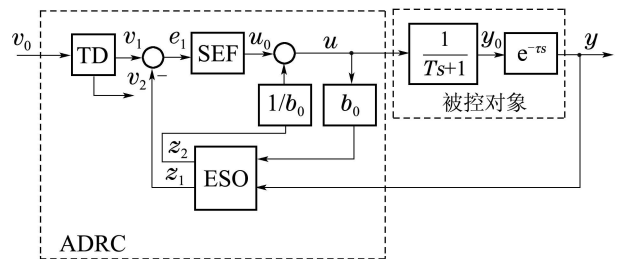 v₀
TD
v₁
v₂
−
e₁
SEF
u₀
u
1/b₀
b₀
z₂
z₁
ESO
ADRC
1
Ts+1
y₀
e^{-τs}
y
被控对象